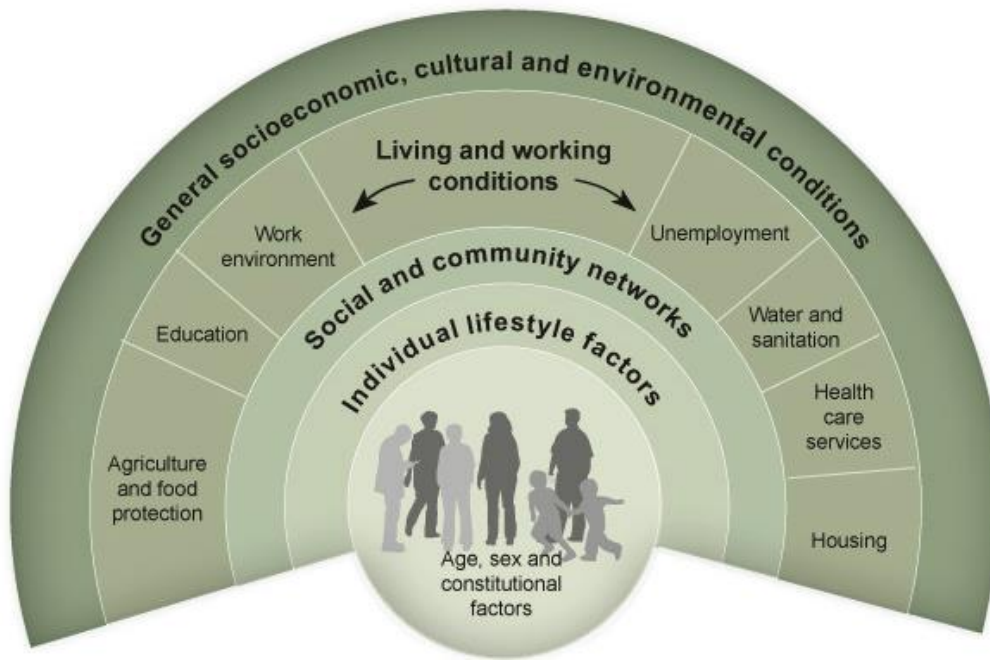 General socioeconomic, cultural and environmental conditions
Living and working
conditions
Work
environment
Unemployment
Education
Water and
sanitation
Agriculture
and food
protection
Health
care
services
Housing
Social and community networks
Individual lifestyle factors
Age, sex and
constitutional
factors